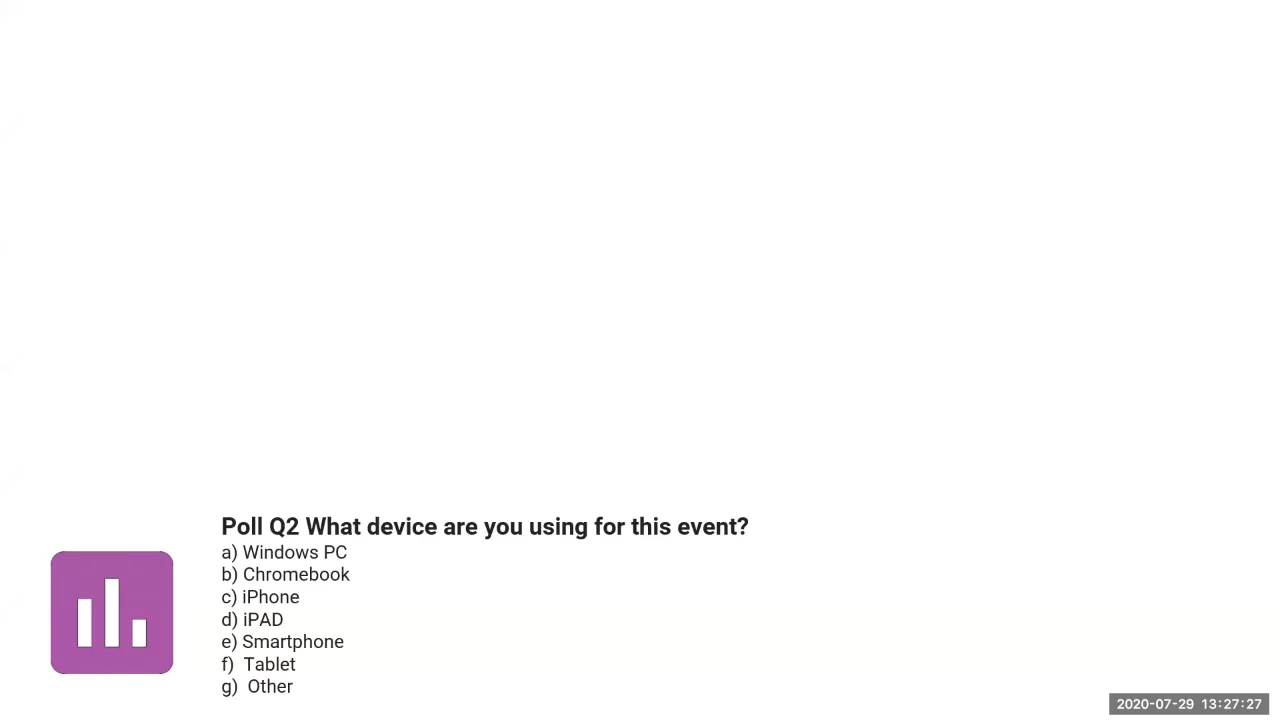 Poll Q2 What device are you using for this event?
a) Windows PC
b) Chromebook
c) iPhone
d) iPAD
e) Smartphone
f) Tablet
g) Other
2020-07-29 13:27:27